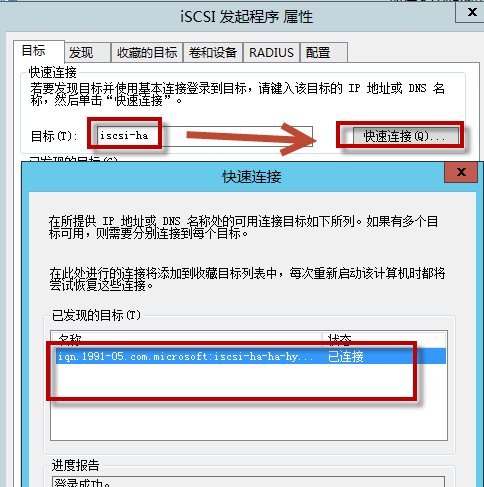 iSCSI 发起程序 属性
目标 发现 收藏的目标 卷和设备 RADIUS 配置
快速连接
若要发现目标并使用基本连接登录到目标，请键入该目标的 IP 地址或 DNS 名
称，然后单击“快速连接”。
目标(T): iscsi-ha 快速连接(Q)...
已发现的目标(G)
快速连接
在所提供 IP 地址或 DNS 名称处的可用连接目标如下所列。如果有多个目
标可用，则需要分别连接到每个目标。
在此处进行的连接将添加到收藏目标列表中，每次重新启动该计算机时都将
尝试恢复这些连接。
已发现的目标(T)
名称 状态
iqn.1991-05.com.microsoft:iscsi-ha-ha-hy... 已连接
进度报告
登录成功。